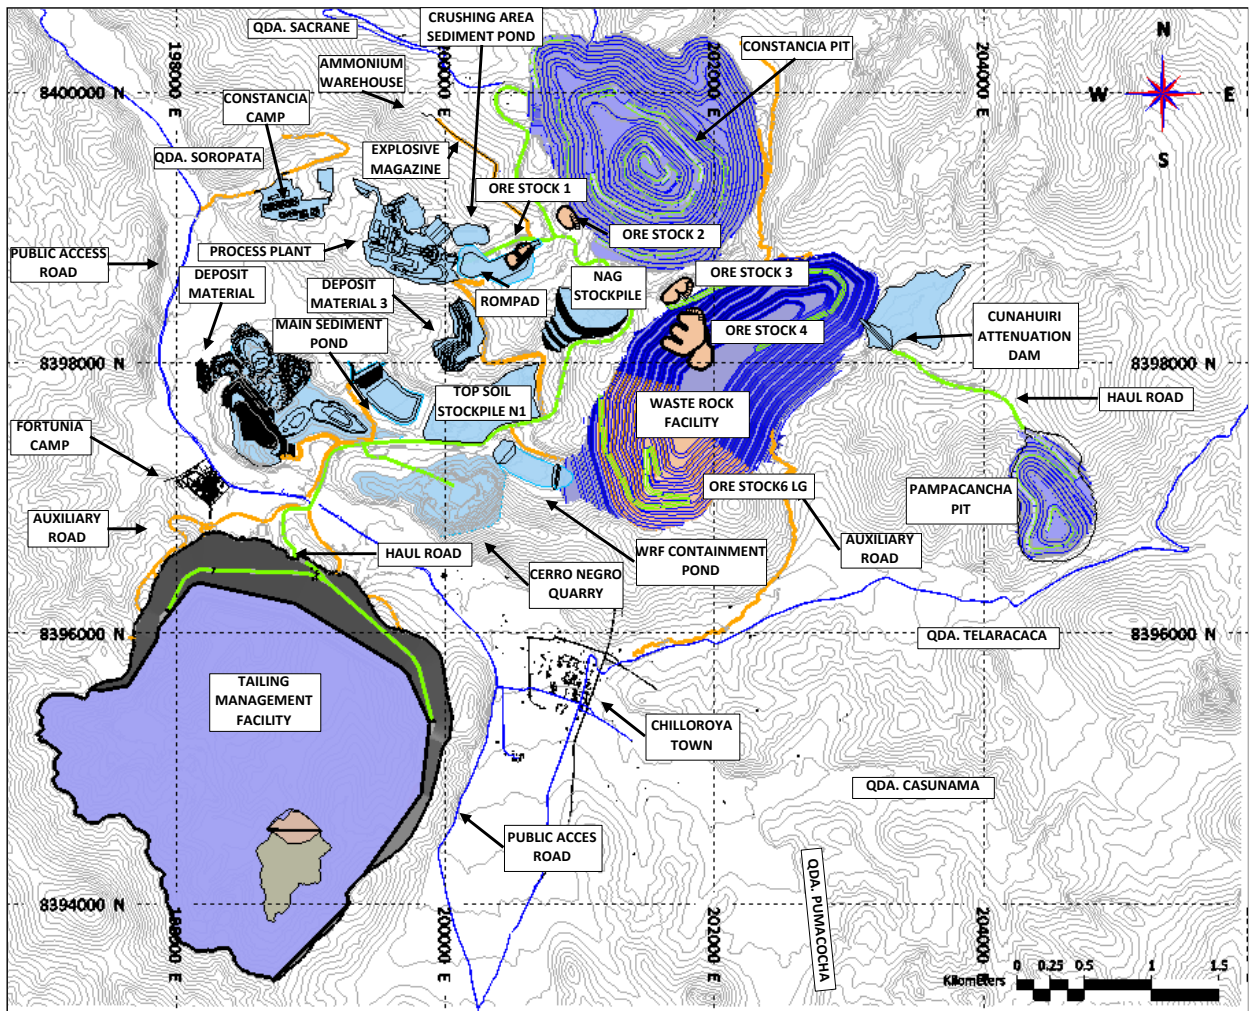 QDA. SACRANE
CRUSHING AREA
SEDIMENT POND
CONSTANCIA PIT
N
W
E
S
198000 E
200000 E
202000 E
204000 E
AMMONIUM
WAREHOUSE
8400000 N
8400000 N
CONSTANCIA
CAMP
QDA. SOROPATA
EXPLOSIVE
MAGAZINE
ORE STOCK 1
ORE STOCK 2
PROCESS PLANT
PUBLIC ACCESS
ROAD
DEPOSIT
MATERIAL
DEPOSIT
MATERIAL 3
ROMPAD
NAG
STOCKPILE
ORE STOCK 3
ORE STOCK 4
CUNAHUIRI
ATTENUATION
DAM
MAIN SEDIMENT
POND
8398000 N
8398000 N
TOP SOIL
STOCKPILE N1
WASTE ROCK
FACILITY
HAUL ROAD
FORTUNIA
CAMP
ORE STOCK6 LG
PAMPACANCHA
PIT
AUXILIARY
ROAD
HAUL ROAD
CERRO NEGRO
QUARRY
WRF CONTAINMENT
POND
AUXILIARY
ROAD
8396000 N
8396000 N
QDA. TELARACACA
TAILING
MANAGEMENT
FACILITY
CHILLOROYA
TOWN
QDA. CASUNAMA
PUBLIC ACCES
ROAD
QDA. PUMACOCHA
8394000 N
8394000 N
198000 E
200000 E
202000 E
204000 E
Kilometers
0 0.25 0.5 1 1.5